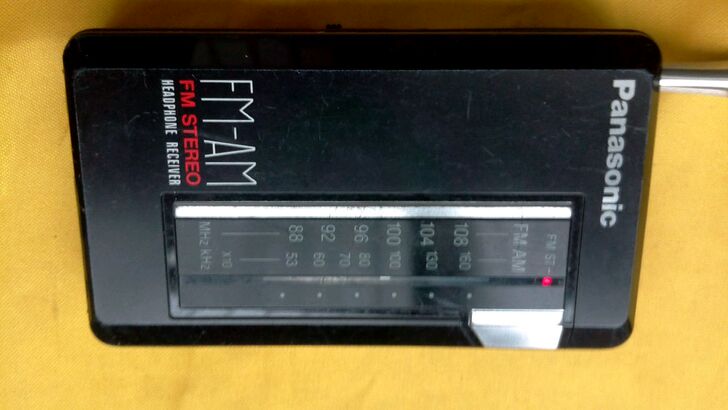 Panasonic
FM ST
FM AM
108 160
104 130
100 100
96 80
70
92 60
88 53
x10
MHz kHz
FM-AM
FM STEREO
HEADPHONE RECEIVER